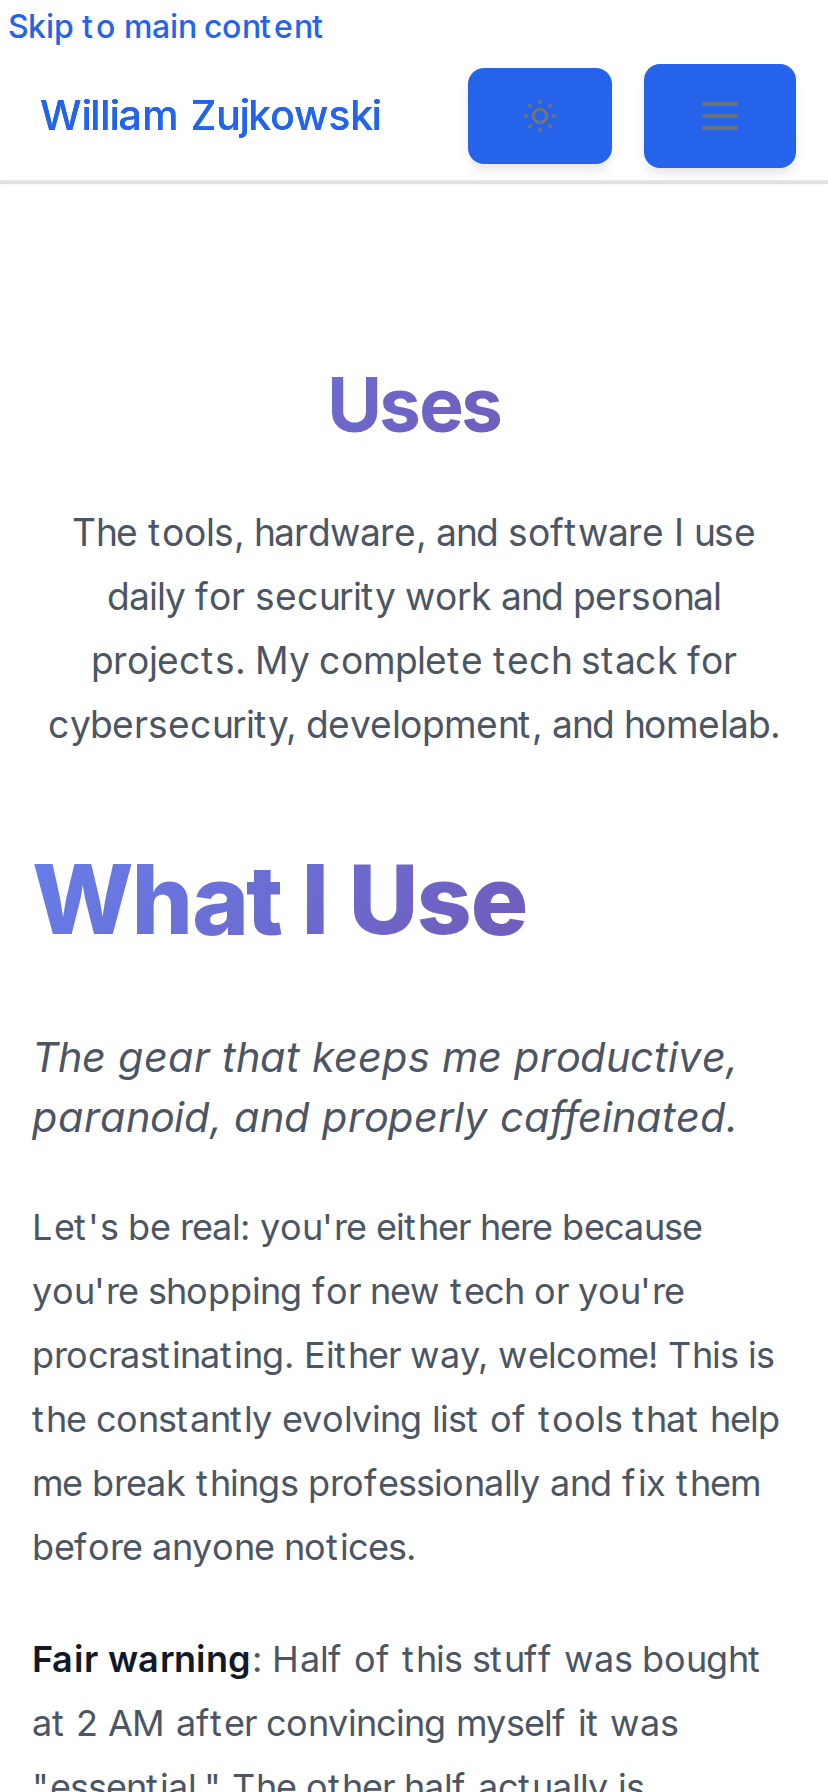 Skip to main content
William Zujkowski
Uses
The tools, hardware, and software I use
daily for security work and personal
projects. My complete tech stack for
cybersecurity, development, and homelab.
What I Use
The gear that keeps me productive,
paranoid, and properly caffeinated.
Let's be real: you're either here because
you're shopping for new tech or you're
procrastinating. Either way, welcome! This is
the constantly evolving list of tools that help
me break things professionally and fix them
before anyone notices.
Fair warning: Half of this stuff was bought
at 2 AM after convincing myself it was
"essential." The other half actually is